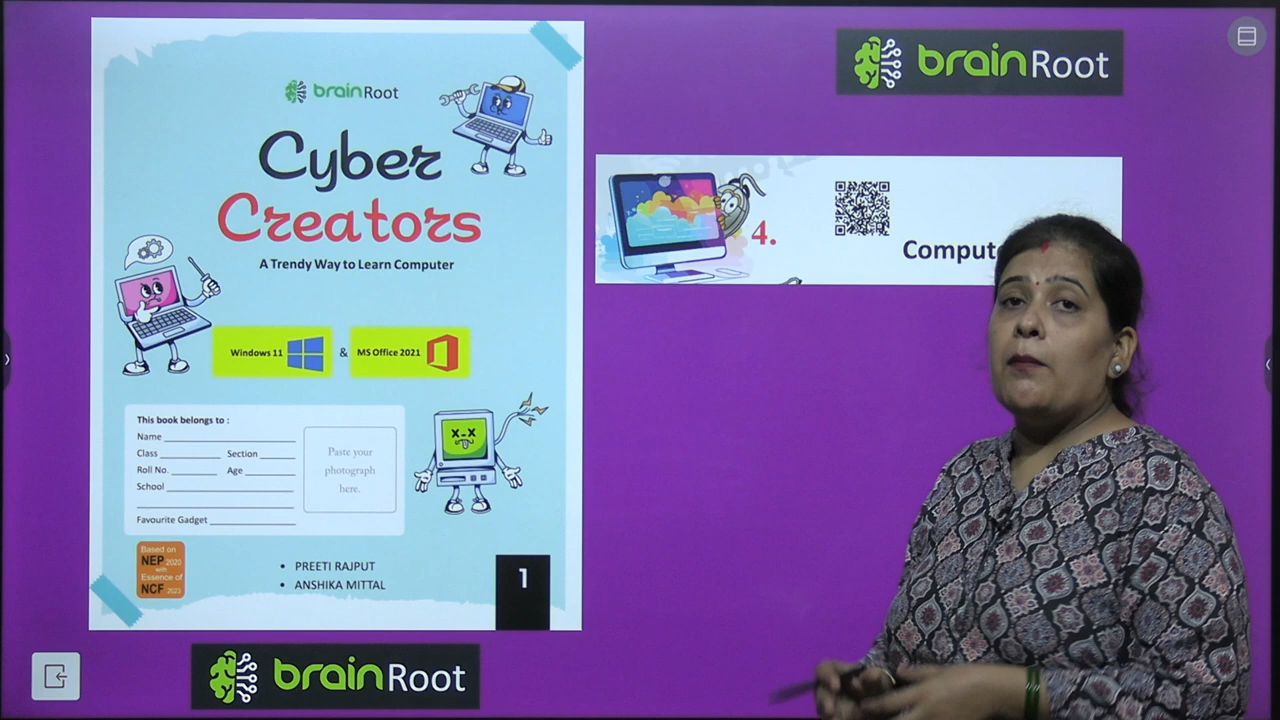 brainRoot
Cyber
Creators
A Trendy Way to Learn Computer
Windows 11 & MS Office 2021
This book belongs to :
Name
Class Section
Roll No. Age
School
Favourite Gadget
Paste your
photograph
here.
Based on
NEP 2020
with
Essence of
NCF 2023
• PREETI RAJPUT
• ANSHIKA MITTAL
1
brainRoot
brainRoot
4.